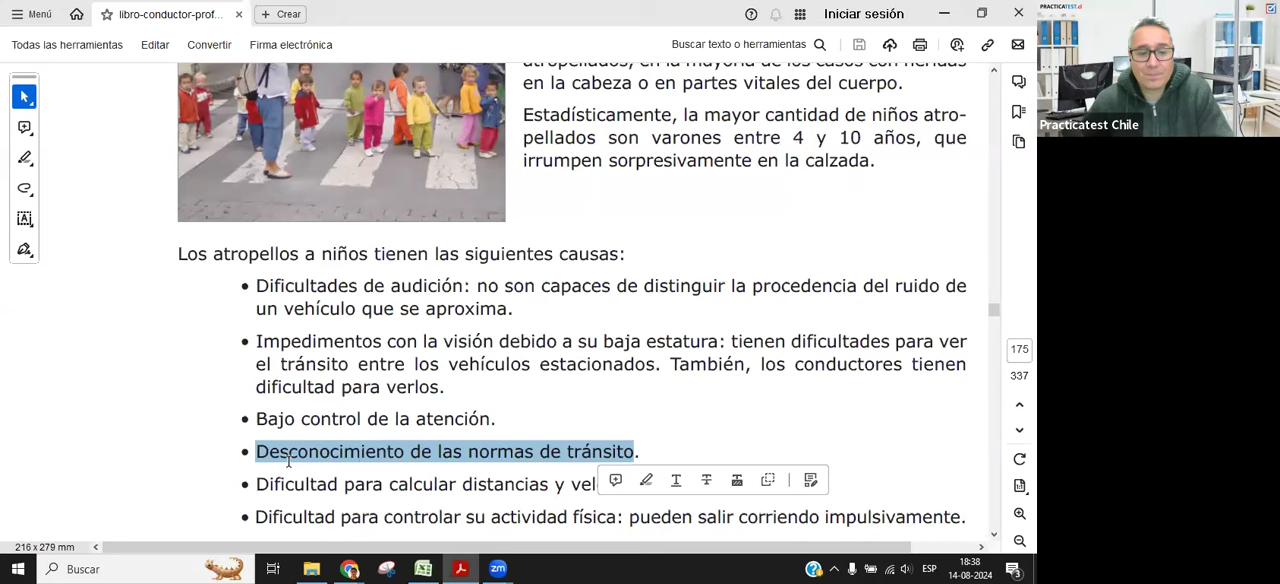 Menú
libro-conductor-prof...
Crear
Iniciar sesión
PRACTICATEST.cl
Todas las herramientas
Editar
Convertir
Firma electrónica
Buscar texto o herramientas
atropellados, en la mayoría de los casos con heridas
en la cabeza o en partes vitales del cuerpo.
Estadísticamente, la mayor cantidad de niños atro-
pellados son varones entre 4 y 10 años, que
irrumpen sorpresivamente en la calzada.
Practicatest Chile
Los atropellos a niños tienen las siguientes causas:
• Dificultades de audición: no son capaces de distinguir la procedencia del ruido de
un vehículo que se aproxima.
• Impedimentos con la visión debido a su baja estatura: tienen dificultades para ver
el tránsito entre los vehículos estacionados. También, los conductores tienen
dificultad para verlos.
• Bajo control de la atención.
• Desconocimiento de las normas de tránsito.
• Dificultad para calcular distancias y vel
• Dificultad para controlar su actividad física: pueden salir corriendo impulsivamente.
175
337
216 x 279 mm
Buscar
zm
ESP
18:38
14-08-2024
3